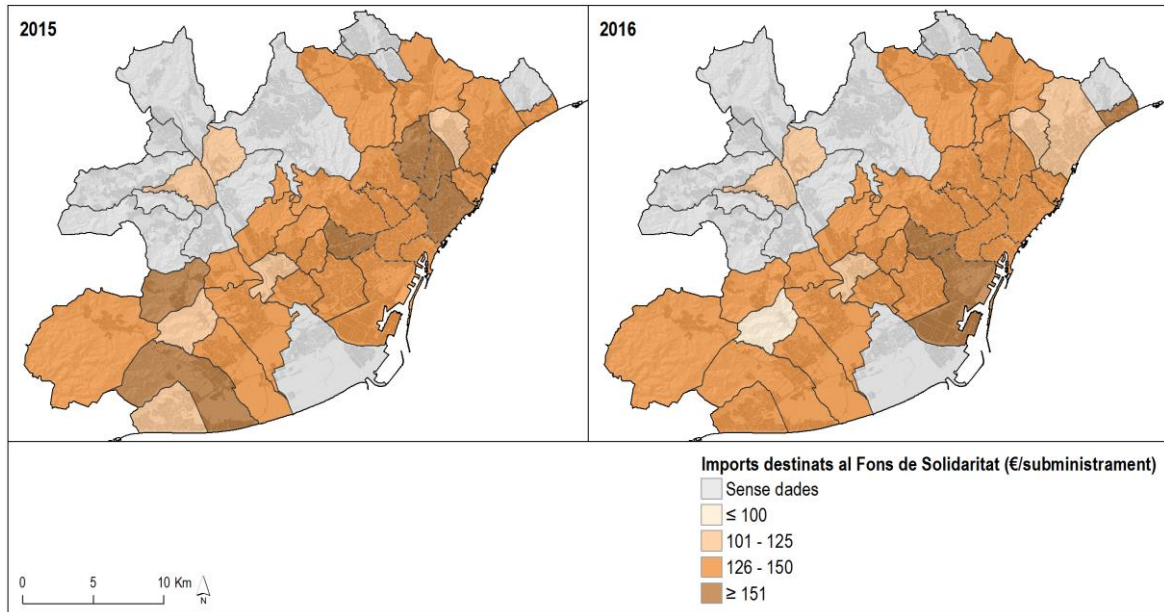 2015
2016
Imports destinats al Fons de Solidaritat (€/subministrament)
Sense dades
≤ 100
101 - 125
126 - 150
≥ 151
0 5 10 Km
N